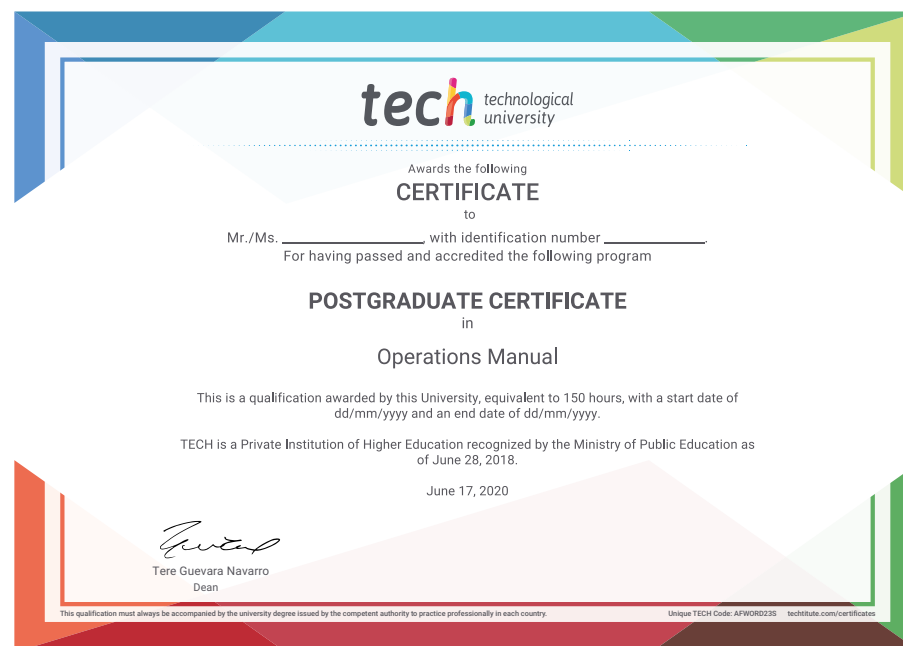 tech technological
university
Awards the following
CERTIFICATE
to
Mr./Ms. ____________________, with identification number ______________.
For having passed and accredited the following program
POSTGRADUATE CERTIFICATE
in
Operations Manual
This is a qualification awarded by this University, equivalent to 150 hours, with a start date of
dd/mm/yyyy and an end date of dd/mm/yyyy.
TECH is a Private Institution of Higher Education recognized by the Ministry of Public Education as
of June 28, 2018.
June 17, 2020
Tere Guevara Navarro
Dean
This qualification must always be accompanied by the university degree issued by the competent authority to practice professionally in each country. Unique TECH Code: AFWORD23S techtitute.com/certificates